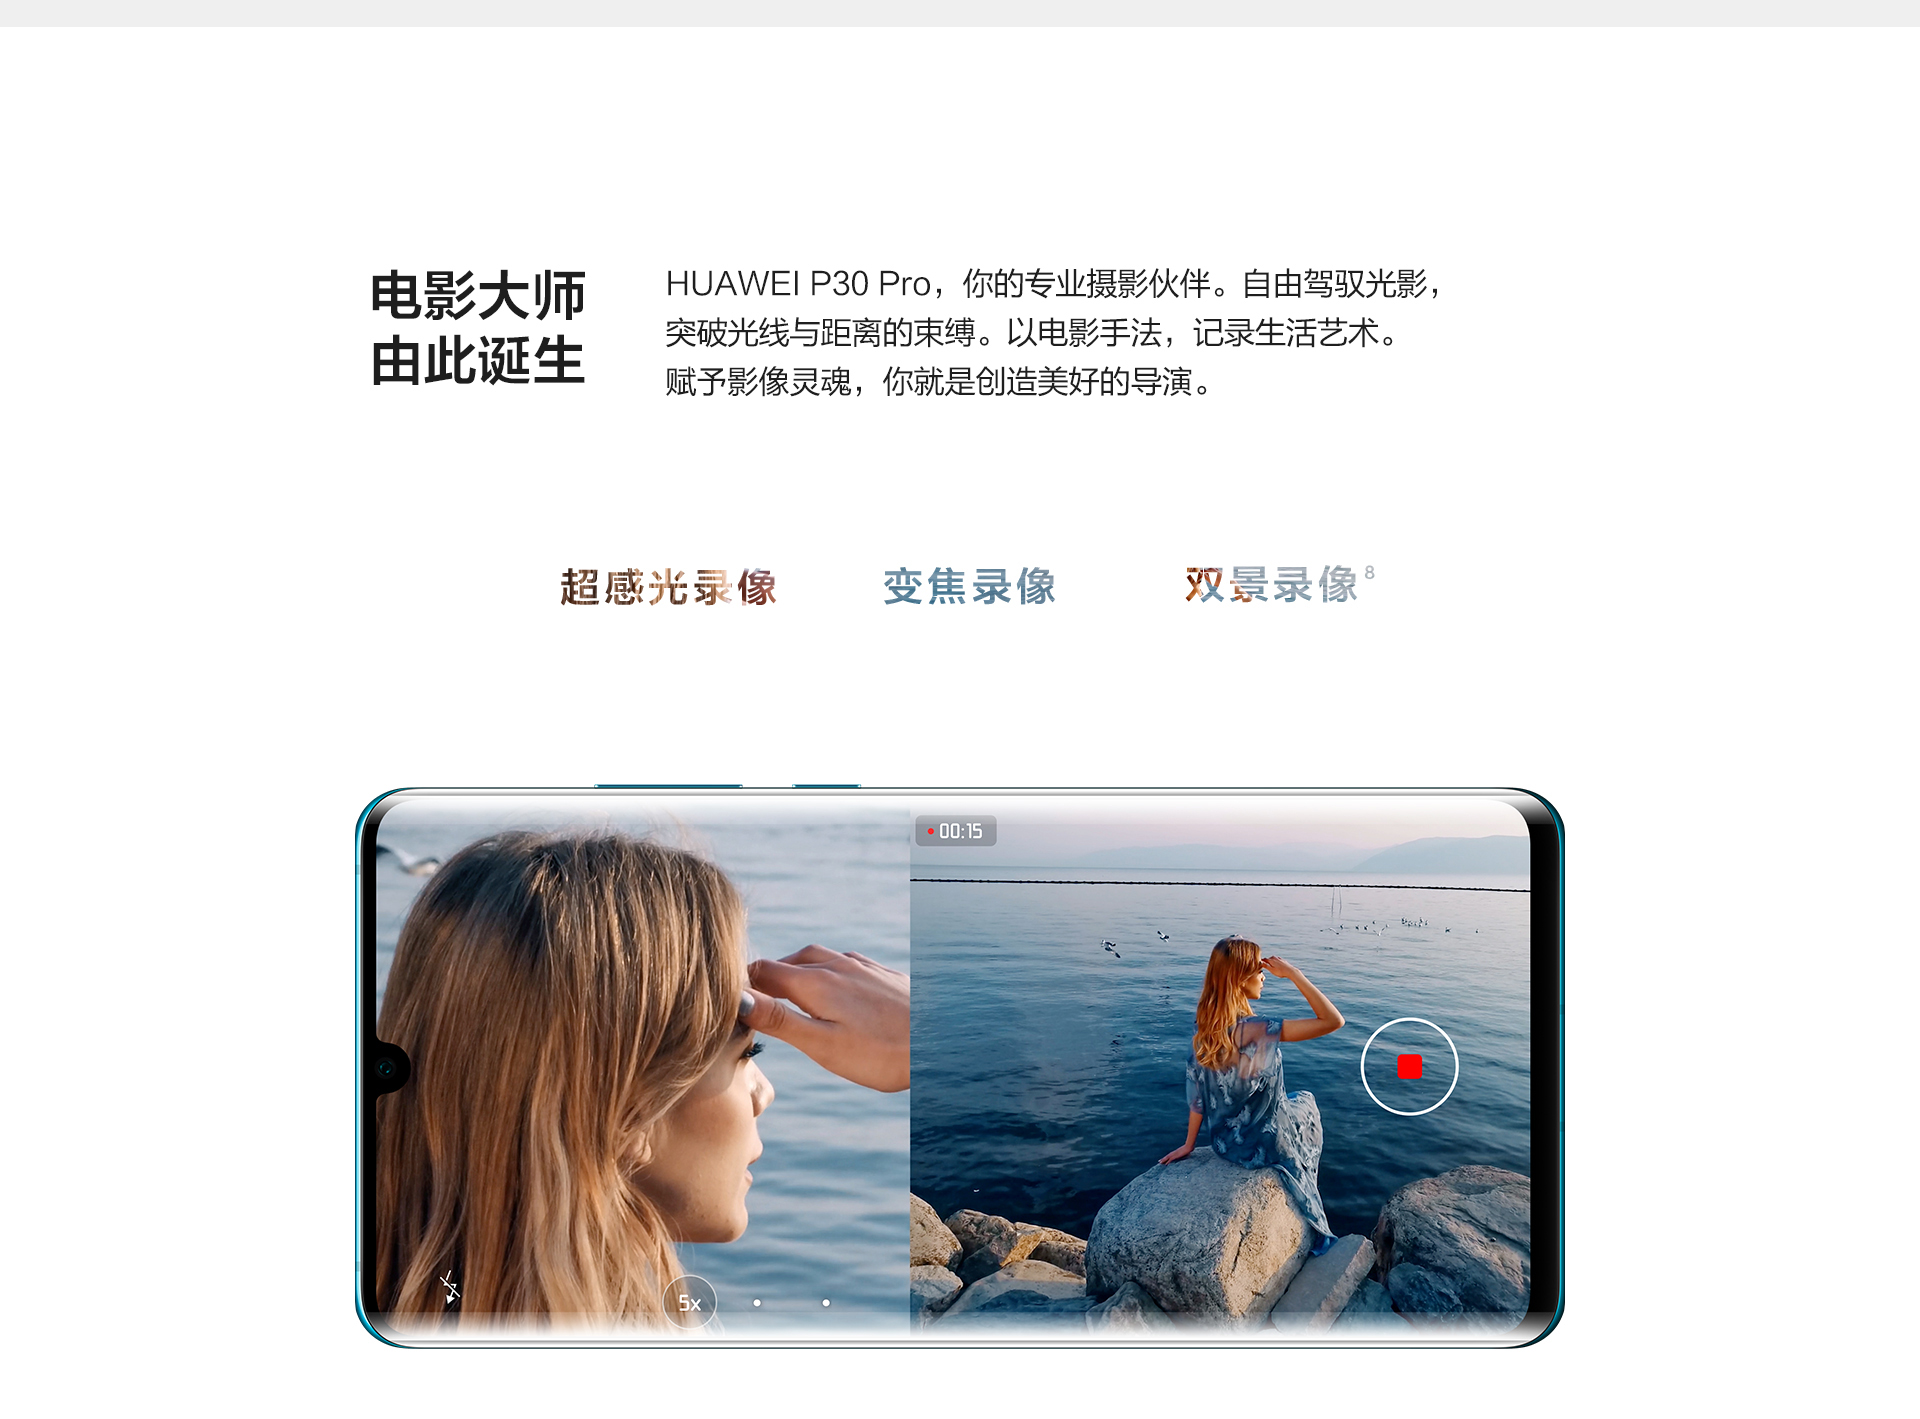 电影大师
由此诞生
HUAWEI P30 Pro，你的专业摄影伙伴。自由驾驭光影，
突破光线与距离的束缚。以电影手法，记录生活艺术。
赋予影像灵魂，你就是创造美好的导演。
超感光录像
变焦录像
双景录像8
00:15
5x